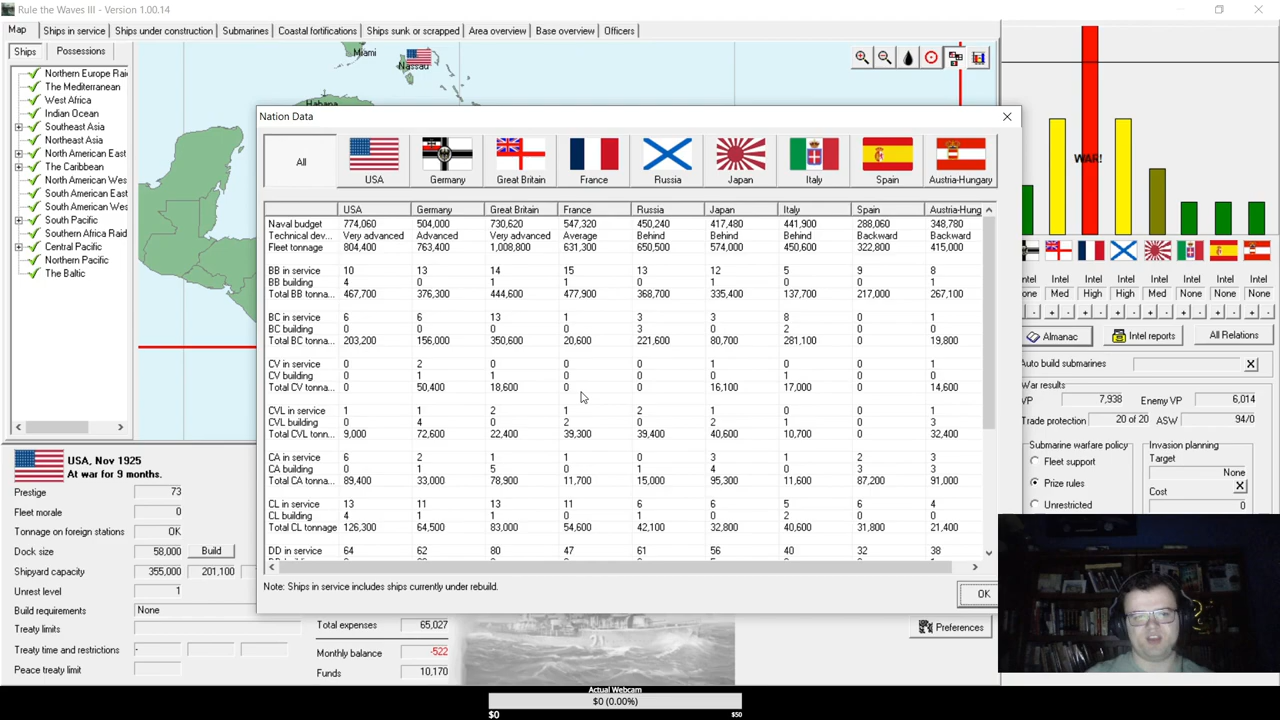 Rule the Waves III - Version 1.00.14
Map Ships in service Ships under construction Submarines Coastal fortifications Ships sunk or scrapped Area overview Base overview Officers
Ships Possessions
Northern Europe Raid
The Mediterranean
West Africa
Indian Ocean
Southeast Asia
Northeast Asia
North American East
The Caribbean
North American West
South American East
South American West
South Pacific
Southern Africa Raid
Central Pacific
Northern Pacific
The Baltic
Miami
Nassau
Habana
Nation Data
All USA Germany Great Britain France Russia Japan Italy Spain Austria-Hungary
USA Germany Great Britain France Russia Japan Italy Spain Austria-Hung
Naval budget 774,060 504,000 730,620 547,320 450,240 417,480 441,900 288,060 348,780
Technical dev... Very advanced Advanced Very advanced Average Behind Behind Behind Backward Backward
Fleet tonnage 804,400 763,400 1,008,800 631,300 650,500 574,000 450,600 322,800 415,000
BB in service 10 13 14 15 13 12 5 9 8
BB building 4 0 1 1 0 0 0 0 1
Total BB tonna... 467,700 376,300 444,600 477,900 368,700 335,400 137,700 217,000 267,100
BC in service 6 6 13 1 3 3 8 0 1
BC building 0 0 0 0 3 0 2 0 0
Total BC tonna... 203,200 156,000 350,600 20,600 221,600 80,700 281,100 0 19,800
CV in service 0 2 0 0 0 1 0 0 1
CV building 0 1 1 0 0 0 1 0 0
Total CV tonna... 0 50,400 18,600 0 0 16,100 17,000 0 14,600
CVL in service 1 1 2 1 2 1 0 0 1
CVL building 0 4 0 2 0 2 1 0 3
Total CVL tonn... 9,000 72,600 22,400 39,300 39,400 40,600 10,700 0 32,400
CA in service 6 2 1 1 0 3 1 2 3
CA building 0 1 5 0 1 4 0 3 3
Total CA tonna... 89,400 33,000 78,900 11,700 15,000 95,300 11,600 87,200 91,000
CL in service 13 11 13 11 6 6 5 6 4
CL building 4 1 1 0 1 0 2 0 0
Total CL tonnage 126,300 64,500 83,000 54,600 42,100 32,800 40,600 31,800 21,400
DD in service 64 62 80 47 61 56 40 32 38
Note: Ships in service includes ships currently under rebuild.
OK
WAR!
Intel Intel Intel Intel Intel Intel Intel Intel
None Med High High Med None None None
Almanac Intel reports All Relations
Auto build submarines X
War results
VP 7,938 Enemy VP 6,014
Trade protection 20 of 20 ASW 94/0
Submarine warfare policy Invasion planning
Fleet support Target
None
Prize rules Cost X
Unrestricted 0
USA, Nov 1925
At war for 9 months.
Prestige 73
Fleet morale 0
Tonnage on foreign stations OK
Dock size 58,000 Build
Shipyard capacity 355,000 201,100
Unrest level 1
Build requirements None
Treaty limits
Treaty time and restrictions -
Peace treaty limit
Total expenses 65,027
Monthly balance -522
Funds 10,170
Preferences
Actual Webcam
$0 (0.00%)
$0 $50